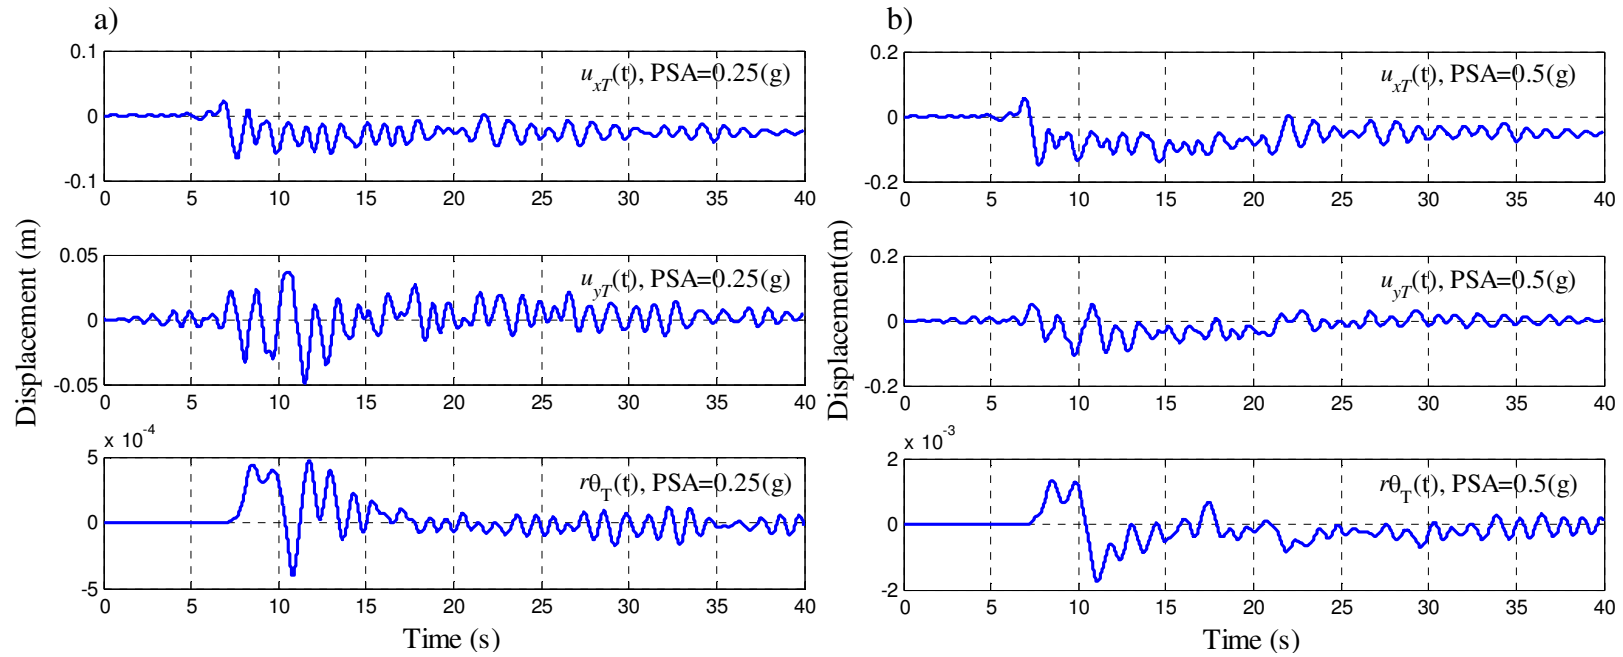 a)
0.1
0
-0.1
u_xT(t), PSA=0.25(g)
0 5 10 15 20 25 30 35 40
0.05
0
-0.05
u_yT(t), PSA=0.25(g)
0 5 10 15 20 25 30 35 40
x 10^-4
5
0
-5
rθ_T(t), PSA=0.25(g)
0 5 10 15 20 25 30 35 40
Displacement (m)
Time (s)
b)
0.2
0
-0.2
u_xT(t), PSA=0.5(g)
0 5 10 15 20 25 30 35 40
0.2
0
-0.2
u_yT(t), PSA=0.5(g)
0 5 10 15 20 25 30 35 40
x 10^-3
2
0
-2
rθ_T(t), PSA=0.5(g)
0 5 10 15 20 25 30 35 40
Displacement(m)
Time (s)